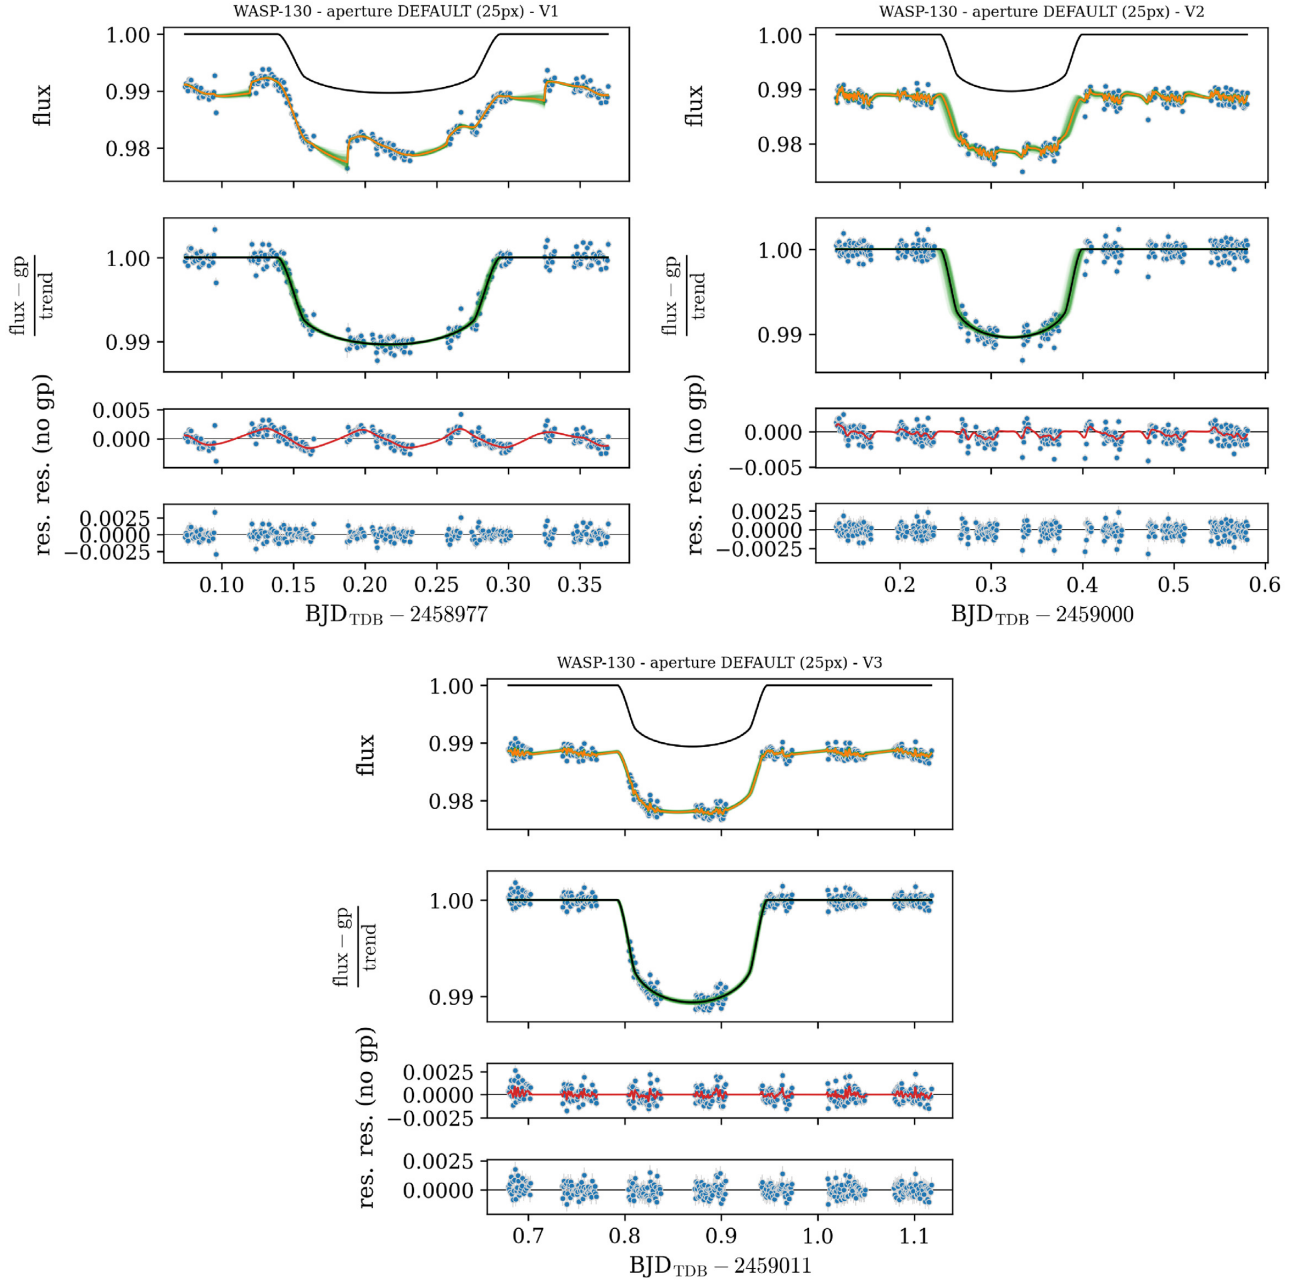 WASP-130 - aperture DEFAULT (25px) - V1
1.00
0.99
0.98
flux
1.00
0.99
flux − gp
trend
0.005
0.000
res. (no gp)
0.0025
0.0000
−0.0025
res.
0.10 0.15 0.20 0.25 0.30 0.35
BJD_TDB − 2458977
WASP-130 - aperture DEFAULT (25px) - V2
1.00
0.99
0.98
flux
1.00
0.99
flux − gp
trend
0.000
−0.005
res. (no gp)
0.0025
0.0000
−0.0025
res.
0.2 0.3 0.4 0.5 0.6
BJD_TDB − 2459000
WASP-130 - aperture DEFAULT (25px) - V3
1.00
0.99
0.98
flux
1.00
0.99
flux − gp
trend
0.0025
0.0000
−0.0025
res. (no gp)
0.0025
0.0000
res.
0.7 0.8 0.9 1.0 1.1
BJD_TDB − 2459011